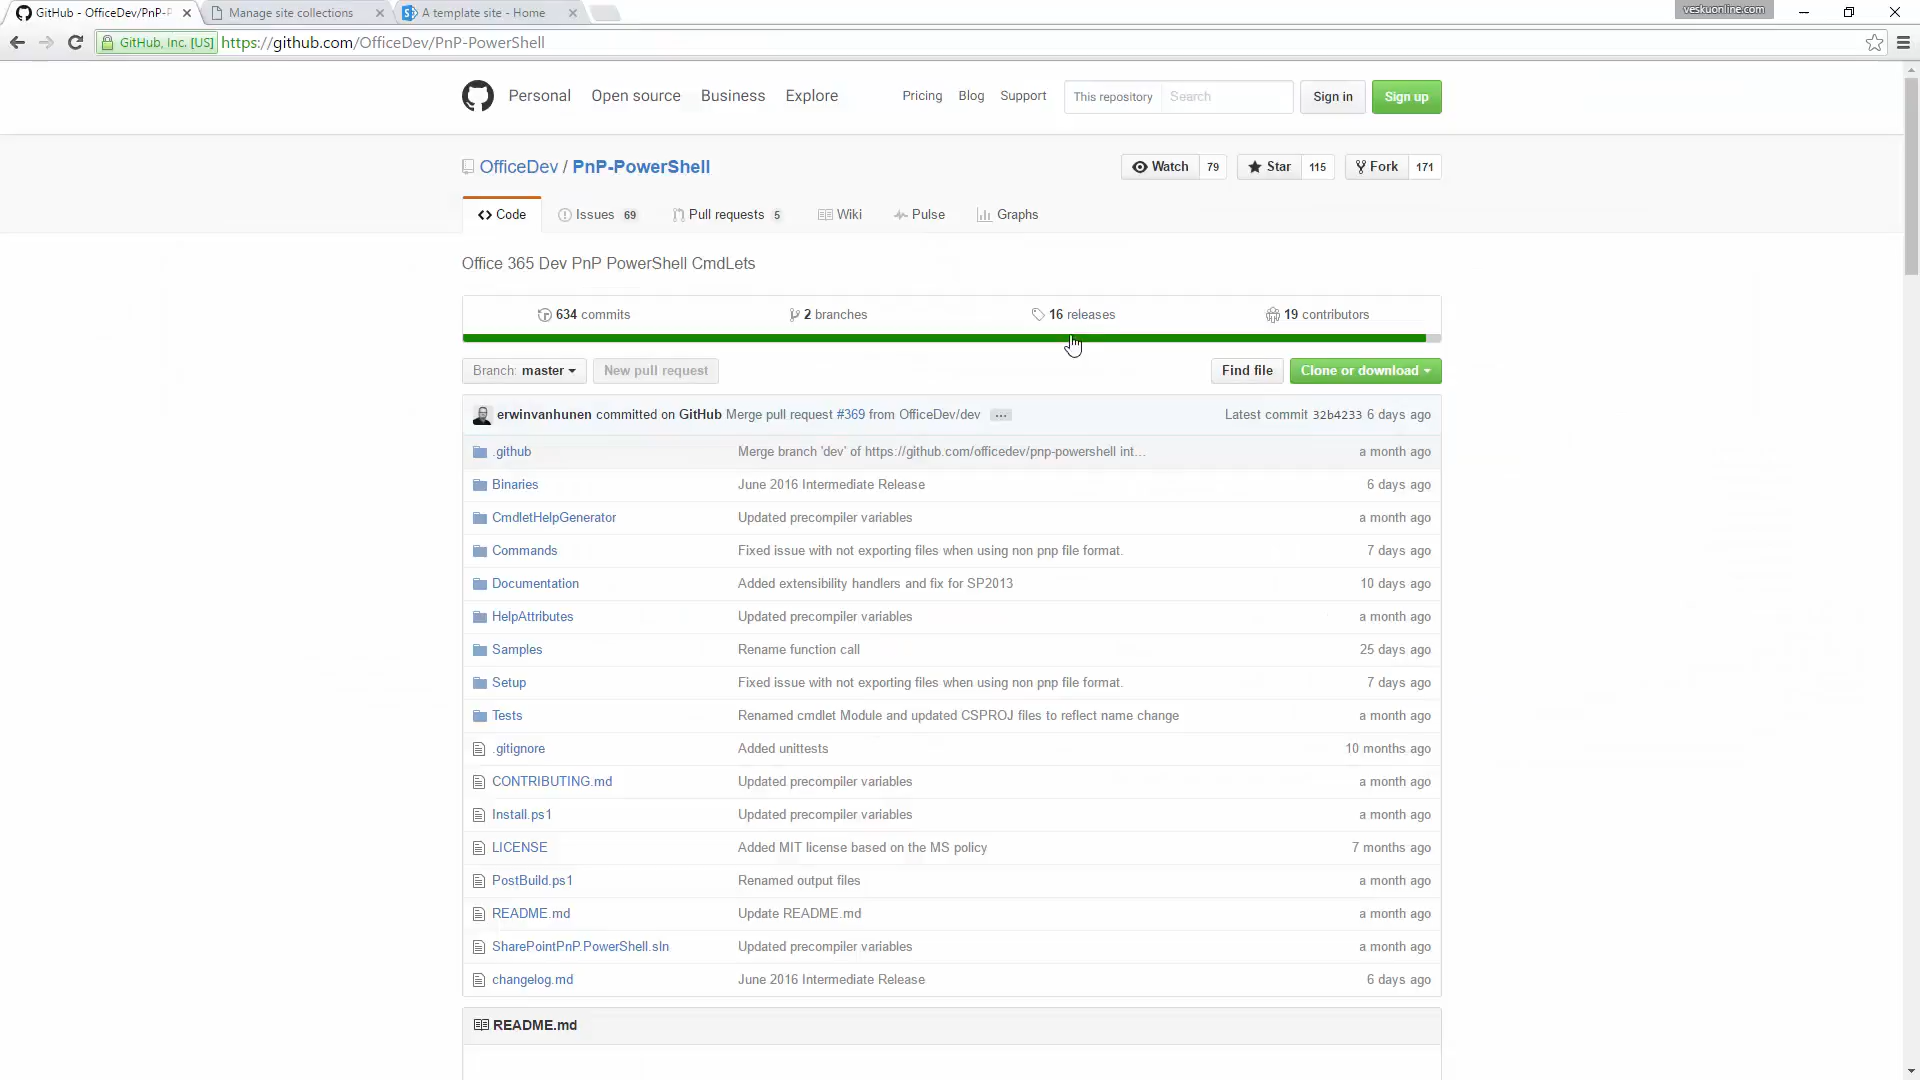 GitHub - OfficeDev/PnP-P
Manage site collections
A template site - Home
veskuonline.com
GitHub, Inc. [US] https://github.com/OfficeDev/PnP-PowerShell
Personal Open source Business Explore Pricing Blog Support This repository Search Sign in Sign up
OfficeDev / PnP-PowerShell Watch 79 Star 115 Fork 171
Code Issues 69 Pull requests 5 Wiki Pulse Graphs
Office 365 Dev PnP PowerShell CmdLets
634 commits 2 branches 16 releases 19 contributors
Branch: master New pull request Find file Clone or download
erwinvanhunen committed on GitHub Merge pull request #369 from OfficeDev/dev ... Latest commit 32b4233 6 days ago
.github Merge branch 'dev' of https://github.com/officedev/pnp-powershell int... a month ago
Binaries June 2016 Intermediate Release 6 days ago
CmdletHelpGenerator Updated precompiler variables a month ago
Commands Fixed issue with not exporting files when using non pnp file format. 7 days ago
Documentation Added extensibility handlers and fix for SP2013 10 days ago
HelpAttributes Updated precompiler variables a month ago
Samples Rename function call 25 days ago
Setup Fixed issue with not exporting files when using non pnp file format. 7 days ago
Tests Renamed cmdlet Module and updated CSPROJ files to reflect name change a month ago
.gitignore Added unittests 10 months ago
CONTRIBUTING.md Updated precompiler variables a month ago
Install.ps1 Updated precompiler variables a month ago
LICENSE Added MIT license based on the MS policy 7 months ago
PostBuild.ps1 Renamed output files a month ago
README.md Update README.md a month ago
SharePointPnP.PowerShell.sln Updated precompiler variables a month ago
changelog.md June 2016 Intermediate Release 6 days ago
README.md